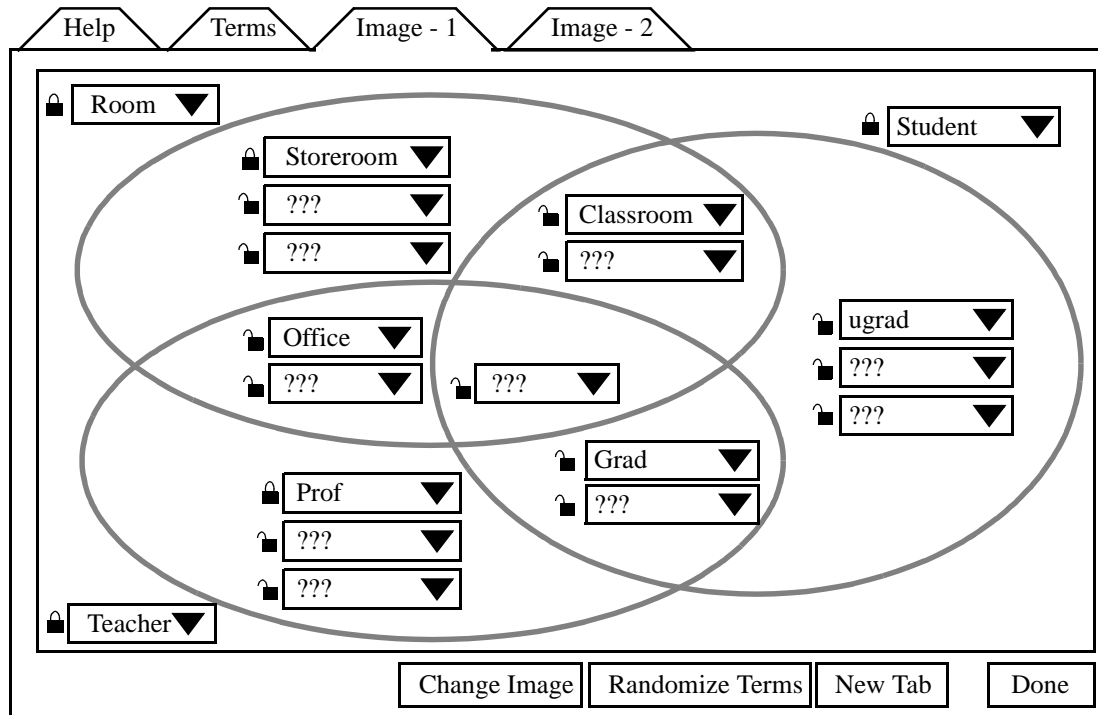 Help
Terms
Image - 1
Image - 2
Room
Student
Storeroom
???
???
Classroom
???
Office
???
???
ugrad
???
???
Grad
???
Prof
???
???
Teacher
Change Image
Randomize Terms
New Tab
Done